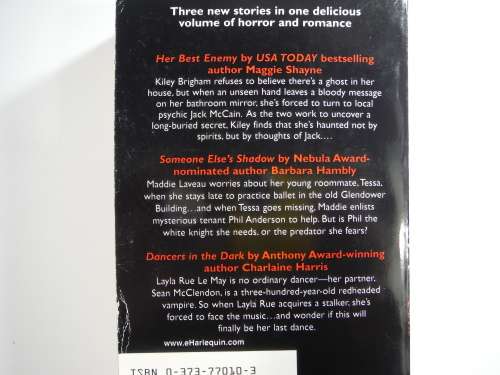 Three new stories in one delicious
volume of horror and romance
Her Best Enemy by USA TODAY bestselling
author Maggie Shayne
Kiley Brigham refuses to believe there's a ghost in her
house, but when an unseen hand leaves a bloody message
on her bathroom mirror, she's forced to turn to local
psychic Jack McCain. As the two work to uncover a
long-buried secret, Kiley finds that she's haunted not by
spirits, but by thoughts of Jack....
Someone Else's Shadow by Nebula Award-
nominated author Barbara Hambly
Maddie Laveau worries about her young roommate, Tessa,
when she stays late to practice ballet in the old Glendower
Building...and when Tessa goes missing, Maddie enlists
mysterious tenant Phil Anderson to help. But is Phil the
white knight she needs, or the predator she fears?
Dancers in the Dark by Anthony Award-winning
author Charlaine Harris
Layla Rue Le May is no ordinary dancer—her partner,
Sean McClendon, is a three-hundred-year-old redheaded
vampire. So when Layla Rue acquires a stalker, she's
forced to face the music...and wonder if this will
finally be her last dance.
www.eHarlequin.com
ISBN 0-373-77010-3